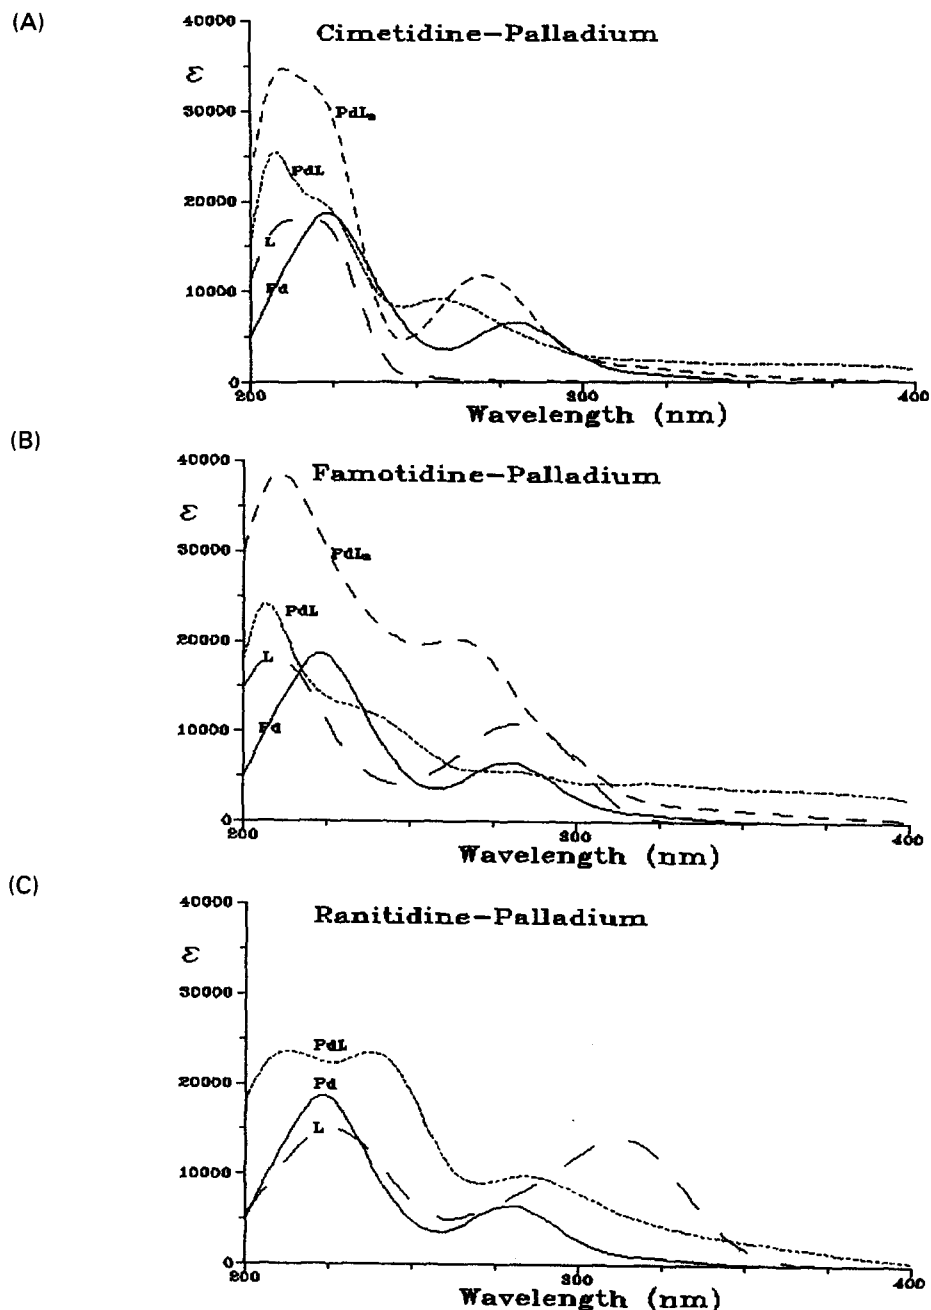 (A)
Cimetidine-Palladium
40000
ε
30000
20000
10000
0
PdL₂
PdL
L
Pd
200
300
400
Wavelength (nm)
(B)
Famotidine-Palladium
40000
ε
30000
20000
10000
0
PdL₂
PdL
L
Pd
200
300
400
Wavelength (nm)
(C)
Ranitidine-Palladium
40000
ε
30000
20000
10000
0
PdL
Pd
L
200
300
400
Wavelength (nm)